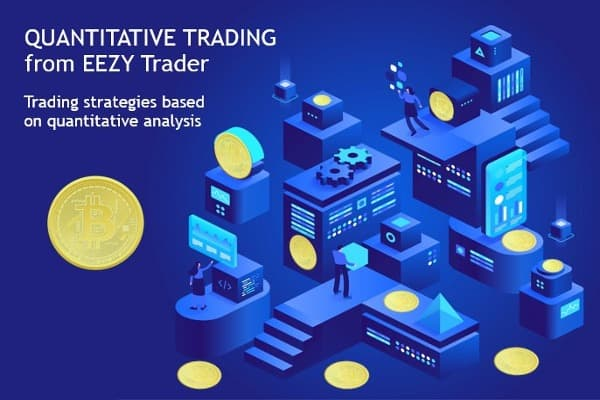 QUANTITATIVE TRADING
from EEZY Trader
Trading strategies based
on quantitative analysis